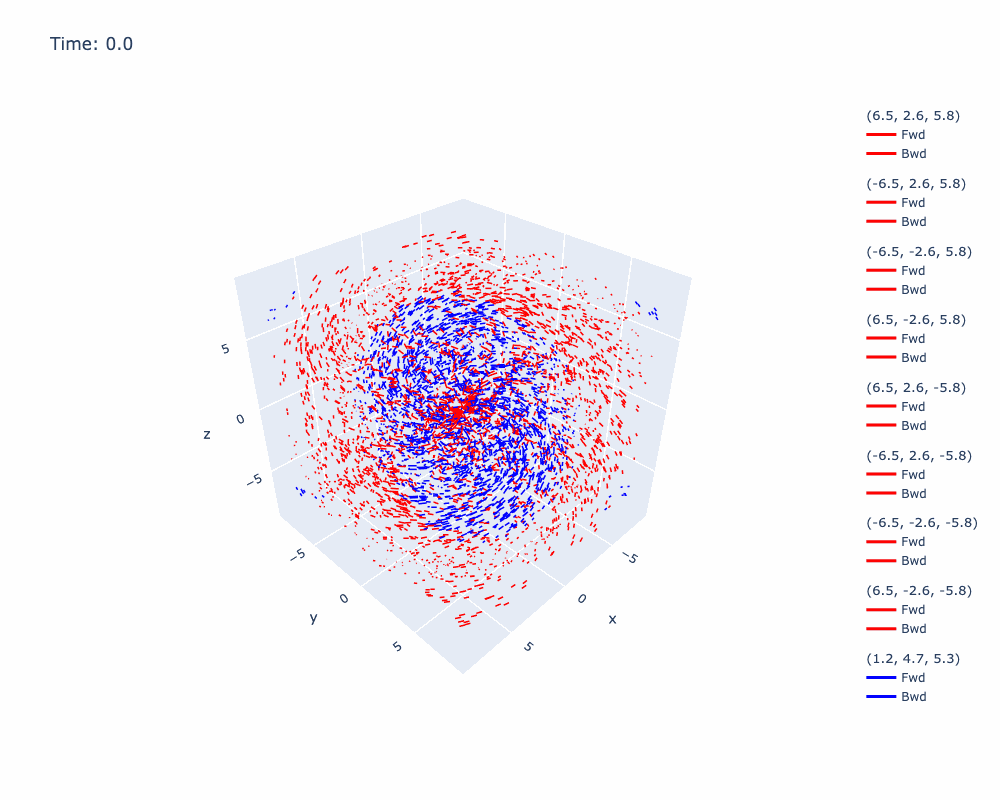 Time: 0.0
(6.5, 2.6, 5.8)
Fwd
Bwd
(-6.5, 2.6, 5.8)
Fwd
Bwd
(-6.5, -2.6, 5.8)
Fwd
Bwd
(6.5, -2.6, 5.8)
Fwd
Bwd
(6.5, 2.6, -5.8)
Fwd
Bwd
(-6.5, 2.6, -5.8)
Fwd
Bwd
(-6.5, -2.6, -5.8)
Fwd
Bwd
(6.5, -2.6, -5.8)
Fwd
Bwd
(1.2, 4.7, 5.3)
Fwd
Bwd
5
0
z
−5
−5
0
y
5
−5
0
x
5